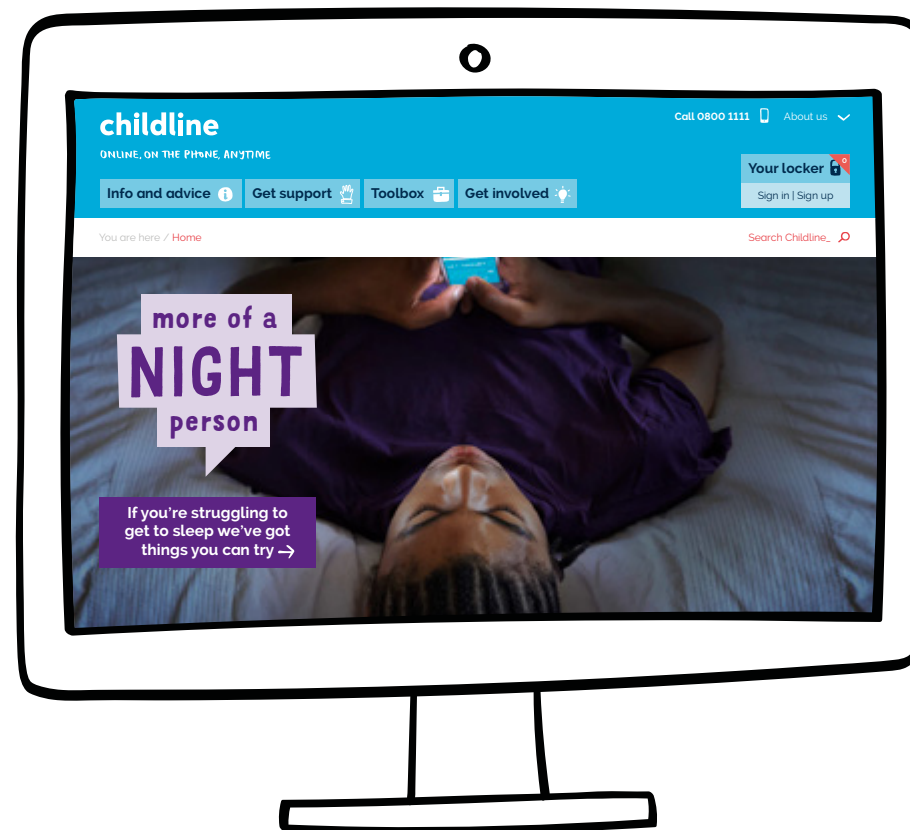 childline
ONLINE, ON THE PHONE, ANYTIME
Call 0800 1111
About us
Info and advice
Get support
Toolbox
Get involved
Your locker
0
Sign in | Sign up
You are here / Home
Search Childline_
more of a
NIGHT
person
If you're struggling to
get to sleep we've got
things you can try →